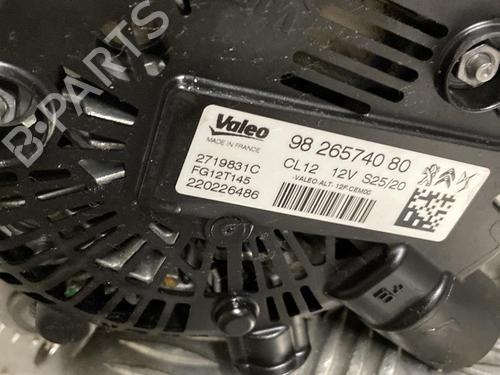 B-PARTS
Valeo
MADE IN FRANCE
98 265740 80
2719831C
CL12 12V S25/20
FG12T145
-VALEO-ALT- 12F-CEM00
220226486
B+